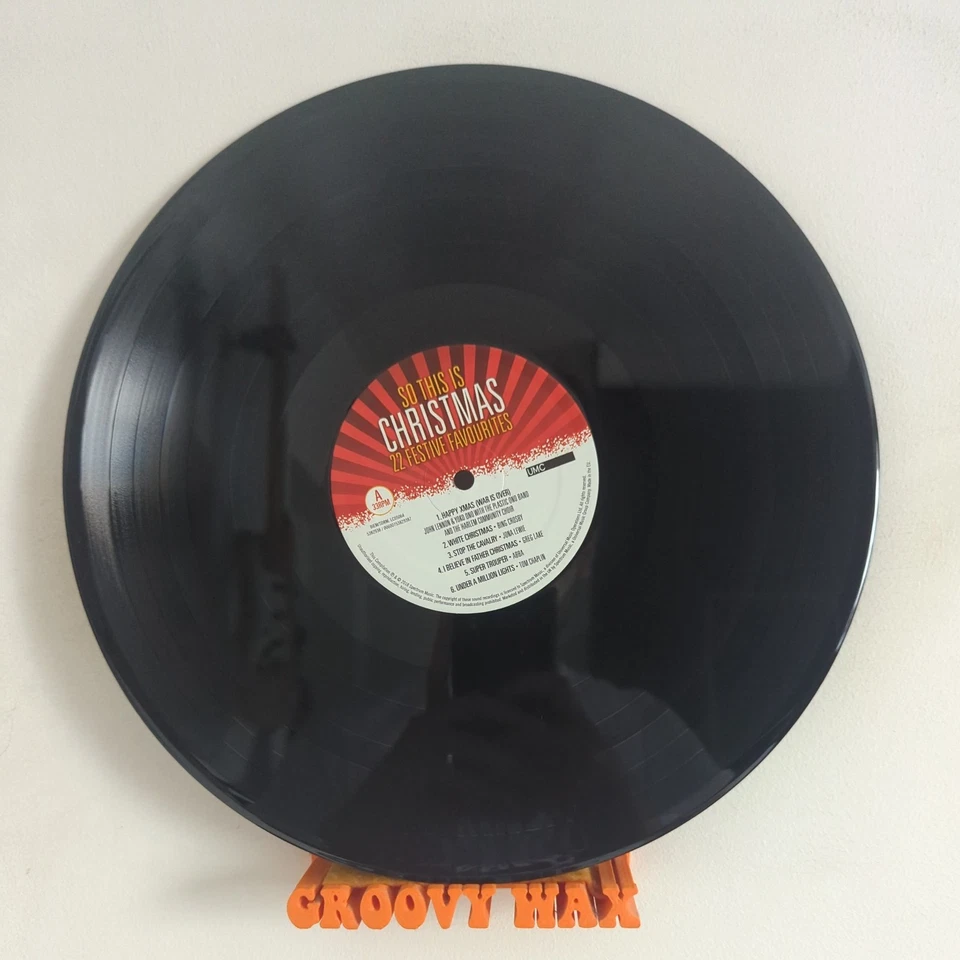 SO THIS IS
CHRISTMAS
22 FESTIVE FAVOURITES
UMC
A
33RPM
1. HAPPY XMAS (WAR IS OVER)
JOHN LENNON & YOKO ONO WITH THE PLASTIC ONO BAND
AND THE HARLEM COMMUNITY CHOIR
2. WHITE CHRISTMAS • BING CROSBY
3. STOP THE CAVALRY • JONA LEWIE
4. I BELIEVE IN FATHER CHRISTMAS • GREG LAKE
5. SUPER TROUPER • ABBA
6. UNDER A MILLION LIGHTS • TOM CHAPLIN
GROOVY WAX